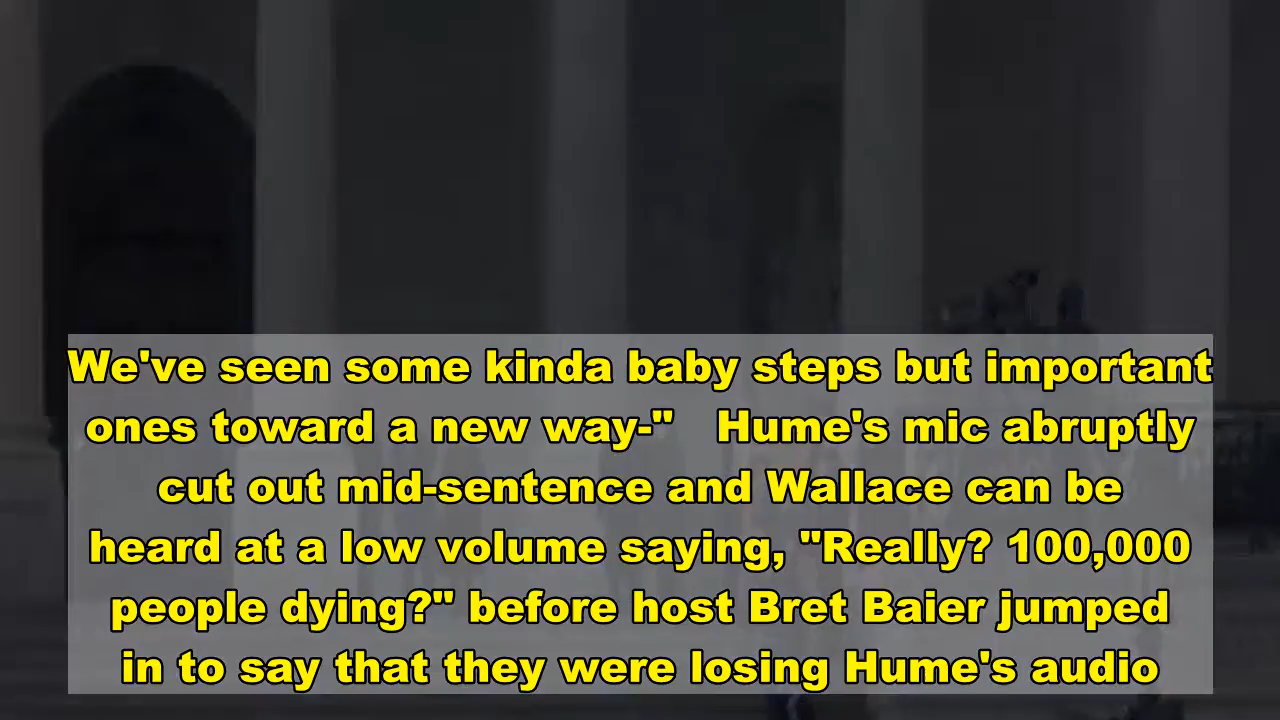 We've seen some kinda baby steps but important
ones toward a new way-"   Hume's mic abruptly
cut out mid-sentence and Wallace can be
heard at a low volume saying, "Really? 100,000
people dying?" before host Bret Baier jumped
in to say that they were losing Hume's audio